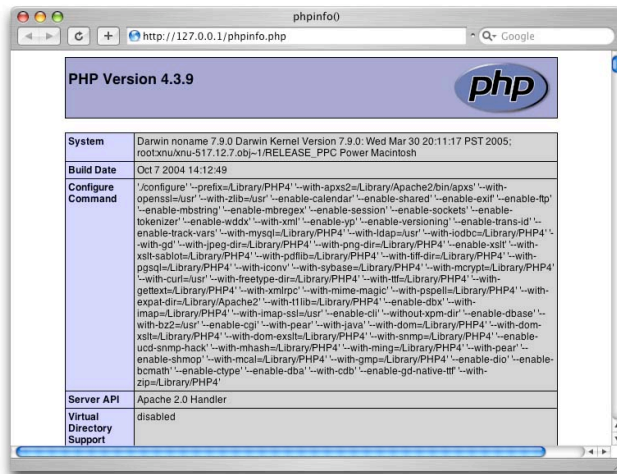 phpinfo()
http://127.0.0.1/phpinfo.php
Google
PHP Version 4.3.9
php
System
Darwin noname 7.9.0 Darwin Kernel Version 7.9.0: Wed Mar 30 20:11:17 PST 2005;
root:xnu/xnu-517.12.7.obj~1/RELEASE_PPC Power Macintosh
Build Date
Oct 7 2004 14:12:49
Configure
Command
'./configure' '--prefix=/Library/PHP4' '--with-apxs2=/Library/Apache2/bin/apxs' '--with-
openssl=/usr' '--with-zlib=/usr' '--enable-calendar' '--enable-shared' '--enable-exif' '--enable-ftp'
'--enable-mbstring' '--enable-mbregex' '--enable-session' '--enable-sockets' '--enable-
tokenizer' '--enable-wddx' '--with-xml' '--enable-yp' '--enable-versioning' '--enable-trans-id' '--
enable-track-vars' '--with-mysql=/Library/PHP4' '--with-ldap=/usr' '--with-iodbc=/Library/PHP4' '-
-with-gd' '--with-jpeg-dir=/Library/PHP4' '--with-png-dir=/Library/PHP4' '--enable-xslt' '--with-
xslt-sablot=/Library/PHP4' '--with-pdflib=/Library/PHP4' '--with-tiff-dir=/Library/PHP4' '--with-
pgsql=/Library/PHP4' '--with-iconv' '--with-sybase=/Library/PHP4' '--with-mcrypt=/Library/PHP4'
'--with-curl=/usr' '--with-freetype-dir=/Library/PHP4' '--with-ttf=/Library/PHP4' '--with-
gettext=/Library/PHP4' '--with-xmlrpc' '--with-mime-magic' '--with-pspell=/Library/PHP4' '--with-
expat-dir=/Library/Apache2' '--with-t1lib=/Library/PHP4' '--enable-dbx' '--with-
imap=/Library/PHP4' '--with-imap-ssl=/usr' '--enable-cli' '--without-xpm-dir' '--enable-dbase' '--
with-bz2=/usr' '--enable-cgi' '--with-pear' '--with-java' '--with-dom=/Library/PHP4' '--with-dom-
xslt=/Library/PHP4' '--with-dom-exslt=/Library/PHP4' '--with-snmp=/Library/PHP4' '--enable-
ucd-snmp-hack' '--with-mhash=/Library/PHP4' '--with-ming=/Library/PHP4' '--with-pear' '--
enable-shmop' '--with-mcal=/Library/PHP4' '--with-gmp=/Library/PHP4' '--enable-dio' '--enable-
bcmath' '--enable-ctype' '--enable-dba' '--with-cdb' '--enable-gd-native-ttf' '--with-
zip=/Library/PHP4'
Server API
Apache 2.0 Handler
Virtual
Directory
Support
disabled